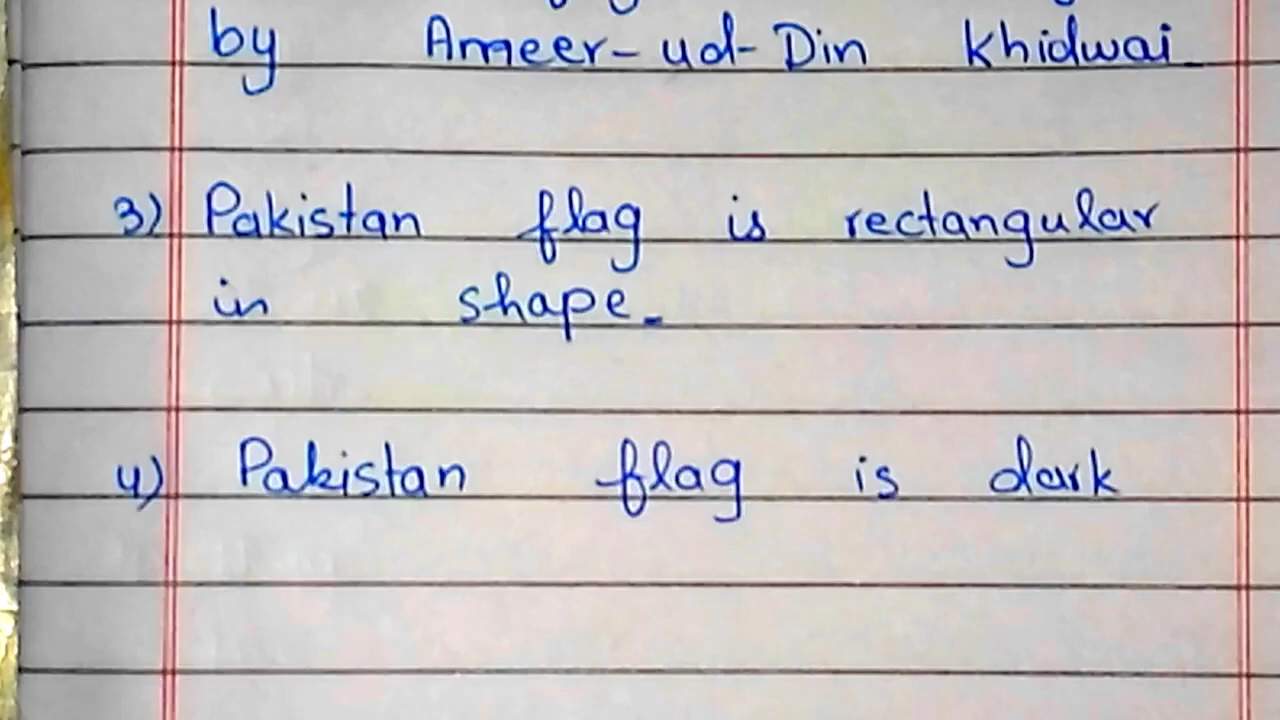 by Ameer-ud-Din Khidwai
3) Pakistan flag is rectangular
in shape.
4) Pakistan flag is dark